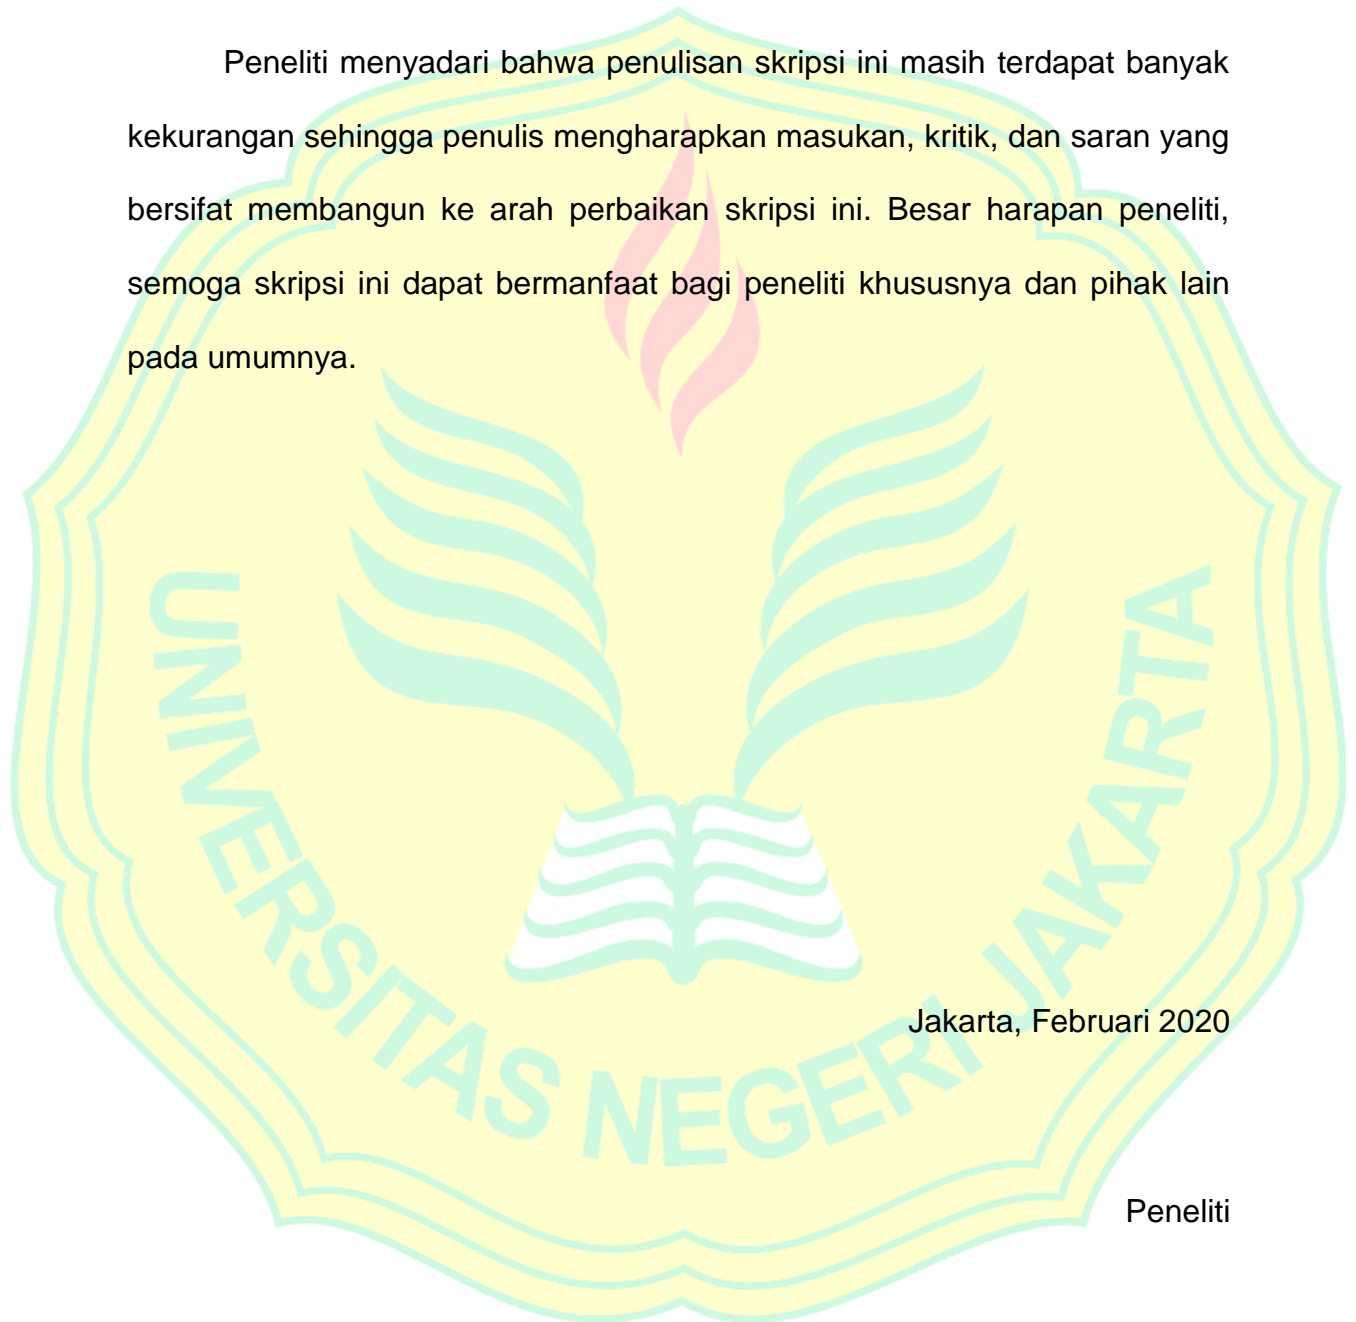 Peneliti menyadari bahwa penulisan skripsi ini masih terdapat banyak
kekurangan sehingga penulis mengharapkan masukan, kritik, dan saran yang
bersifat membangun ke arah perbaikan skripsi ini. Besar harapan peneliti,
semoga skripsi ini dapat bermanfaat bagi peneliti khususnya dan pihak lain
pada umumnya.
UNIVERSITAS NEGERI JAKARTA
Jakarta, Februari 2020
Peneliti